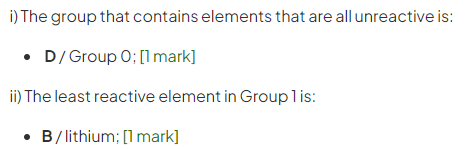 i) The group that contains elements that are all unreactive is:
• D / Group 0; [1 mark]
ii) The least reactive element in Group 1 is:
• B / lithium; [1 mark]